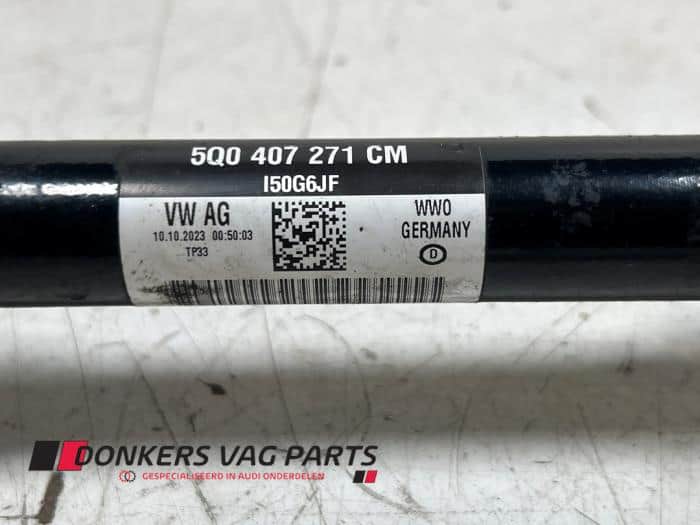 5Q0 407 271 CM
I50G6JF
VW AG
10.10.2023 00:50:03
TP33
WWO
GERMANY
D
DONKERS VAG PARTS
GESPECIALISEERD IN AUDI ONDERDELEN